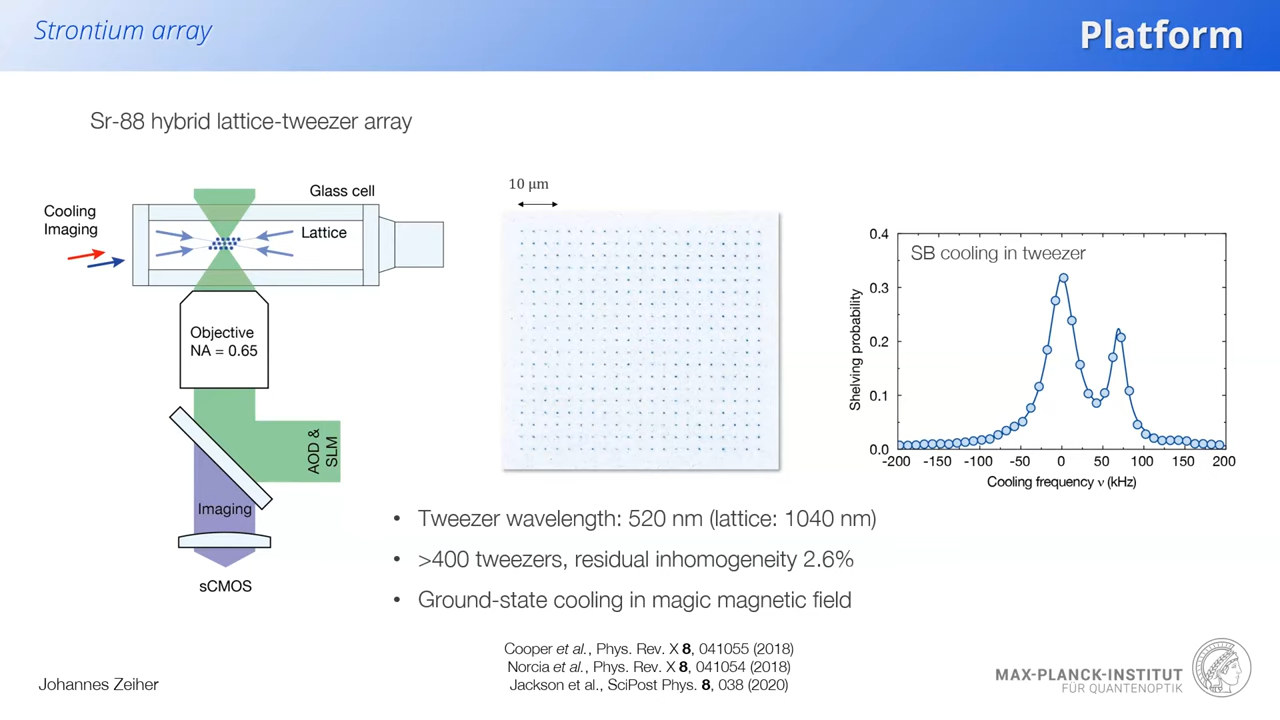 Strontium array
Platform
Sr-88 hybrid lattice-tweezer array
Cooling
Imaging
Glass cell
Lattice
Objective
NA = 0.65
AOD &
SLM
Imaging
sCMOS
10 µm
SB cooling in tweezer
Shelving probability
0.4
0.3
0.2
0.1
0.0
-200 -150 -100 -50 0 50 100 150 200
Cooling frequency ν (kHz)
• Tweezer wavelength: 520 nm (lattice: 1040 nm)
• >400 tweezers, residual inhomogeneity 2.6%
• Ground-state cooling in magic magnetic field
Cooper et al., Phys. Rev. X 8, 041055 (2018)
Norcia et al., Phys. Rev. X 8, 041054 (2018)
Jackson et al., SciPost Phys. 8, 038 (2020)
Johannes Zeiher
MAX-PLANCK-INSTITUT
FÜR QUANTENOPTIK